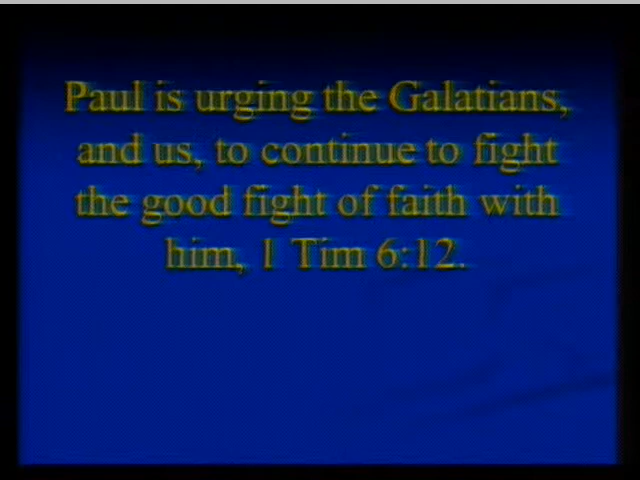 Paul is urging the Galatians,
and us, to continue to fight
the good fight of faith with
him, 1 Tim 6:12.